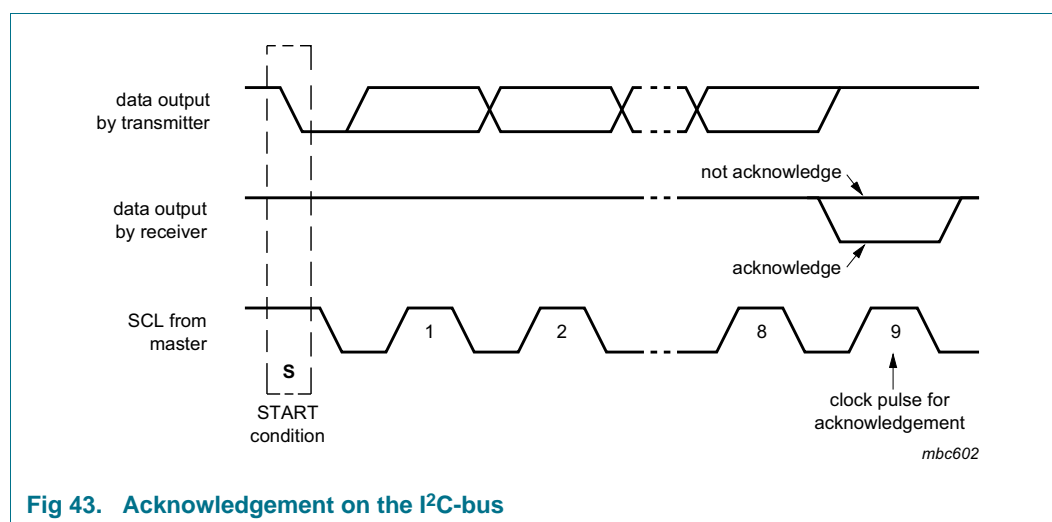 data output
by transmitter
not acknowledge
data output
by receiver
acknowledge
SCL from
master
1
2
8
9
S
START
condition
clock pulse for
acknowledgement
mbc602
Fig 43. Acknowledgement on the I²C-bus